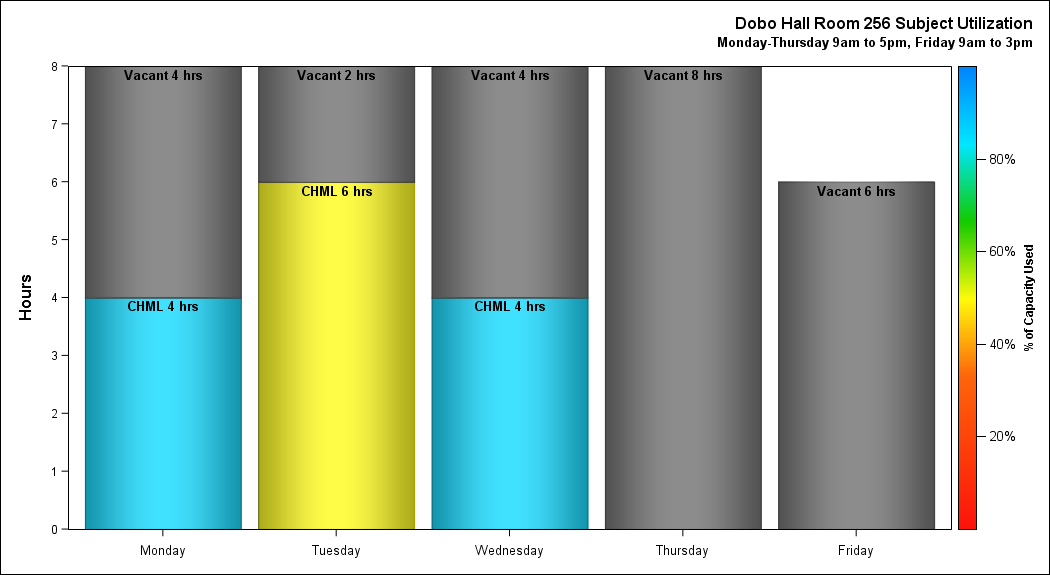 Dobo Hall Room 256 Subject Utilization
Monday-Thursday 9am to 5pm, Friday 9am to 3pm
8
7
6
5
4
3
2
1
0
Hours
Vacant 4 hrs
CHML 4 hrs
Vacant 2 hrs
CHML 6 hrs
Vacant 4 hrs
CHML 4 hrs
Vacant 8 hrs
Vacant 6 hrs
Monday
Tuesday
Wednesday
Thursday
Friday
80%
60%
40%
20%
% of Capacity Used